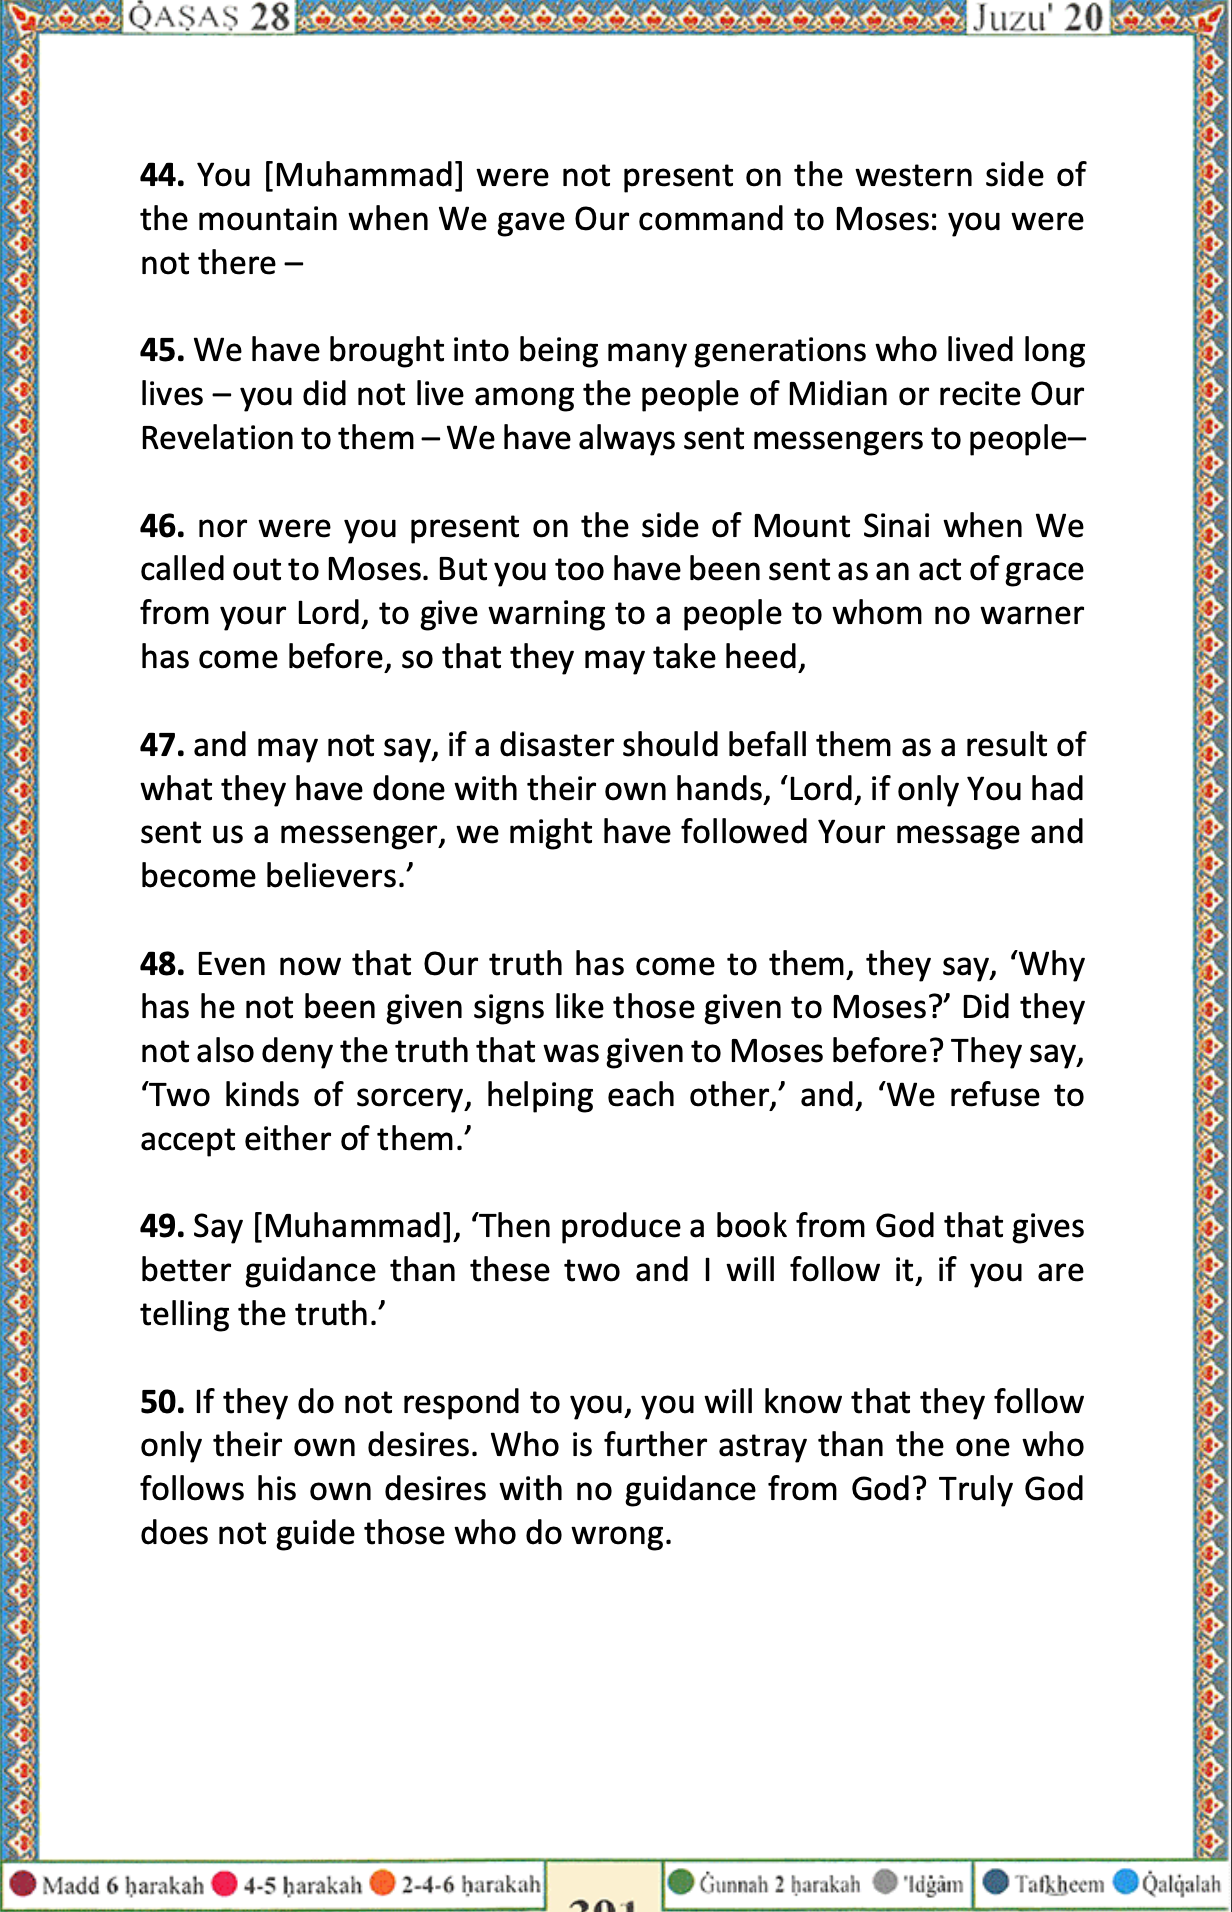 QAṢAṢ 28
Juzu' 20
44. You [Muhammad] were not present on the western side of
the mountain when We gave Our command to Moses: you were
not there –
45. We have brought into being many generations who lived long
lives – you did not live among the people of Midian or recite Our
Revelation to them – We have always sent messengers to people–
46. nor were you present on the side of Mount Sinai when We
called out to Moses. But you too have been sent as an act of grace
from your Lord, to give warning to a people to whom no warner
has come before, so that they may take heed,
47. and may not say, if a disaster should befall them as a result of
what they have done with their own hands, ‘Lord, if only You had
sent us a messenger, we might have followed Your message and
become believers.’
48. Even now that Our truth has come to them, they say, ‘Why
has he not been given signs like those given to Moses?’ Did they
not also deny the truth that was given to Moses before? They say,
‘Two kinds of sorcery, helping each other,’ and, ‘We refuse to
accept either of them.’
49. Say [Muhammad], ‘Then produce a book from God that gives
better guidance than these two and I will follow it, if you are
telling the truth.’
50. If they do not respond to you, you will know that they follow
only their own desires. Who is further astray than the one who
follows his own desires with no guidance from God? Truly God
does not guide those who do wrong.
Madd 6 ḥarakah 4-5 ḥarakah 2-4-6 ḥarakah
Ġunnah 2 ḥarakah 'Idġâm
Tafkheem Q̇alq̇alah